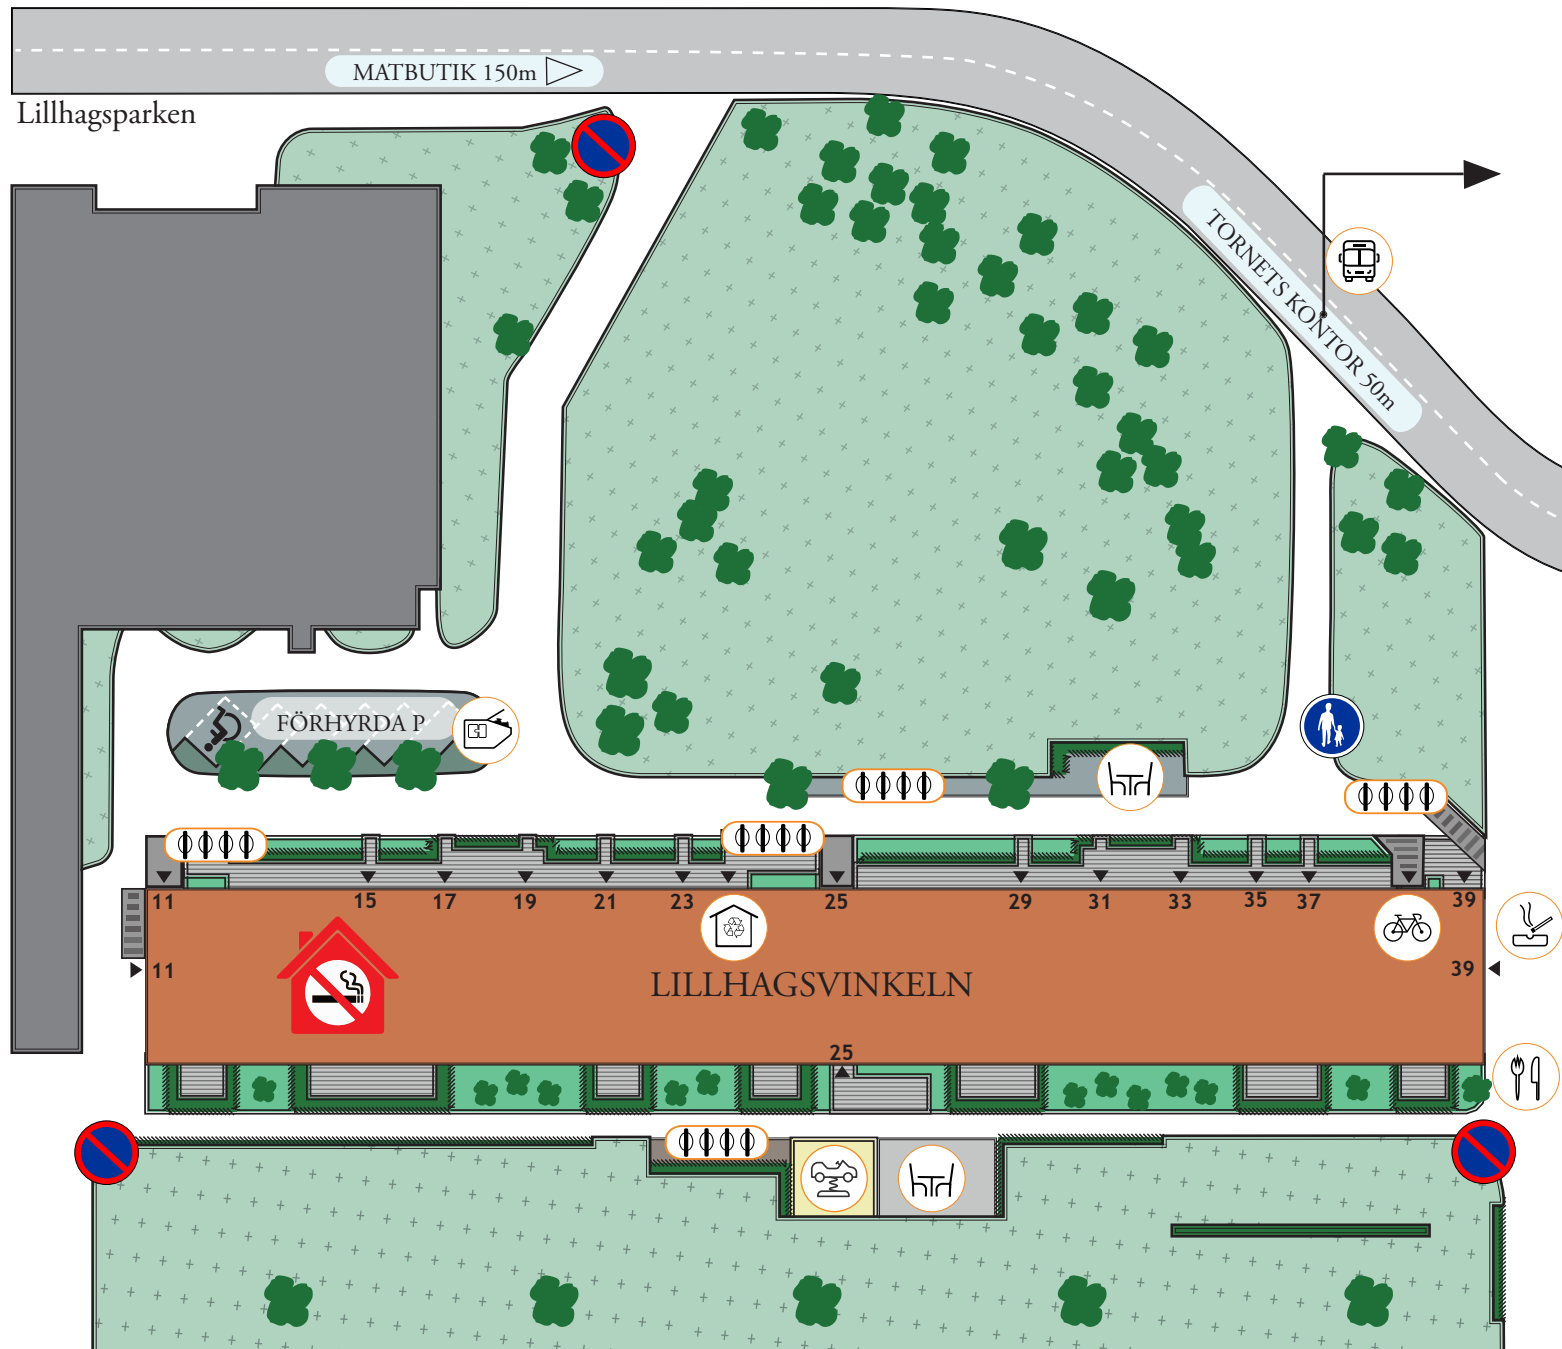 MATBUTIK 150m
Lillhagsparken
TORNETS KONTOR 50m
FÖRHYRDA P
11 15 17 19 21 23 25 29 31 33 35 37 39
11 39
LILLHAGSVINKELN
25